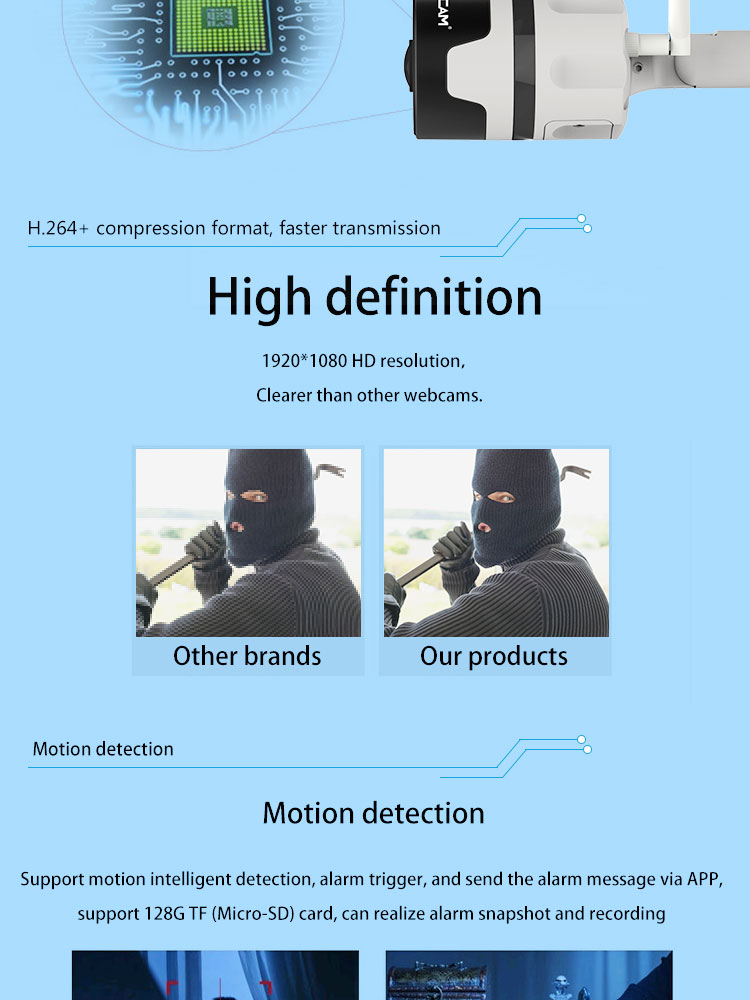 CAM®
H.264+ compression format, faster transmission
High definition
1920*1080 HD resolution,
Clearer than other webcams.
Other brands
Our products
Motion detection
Motion detection
Support motion intelligent detection, alarm trigger, and send the alarm message via APP,
support 128G TF (Micro-SD) card, can realize alarm snapshot and recording